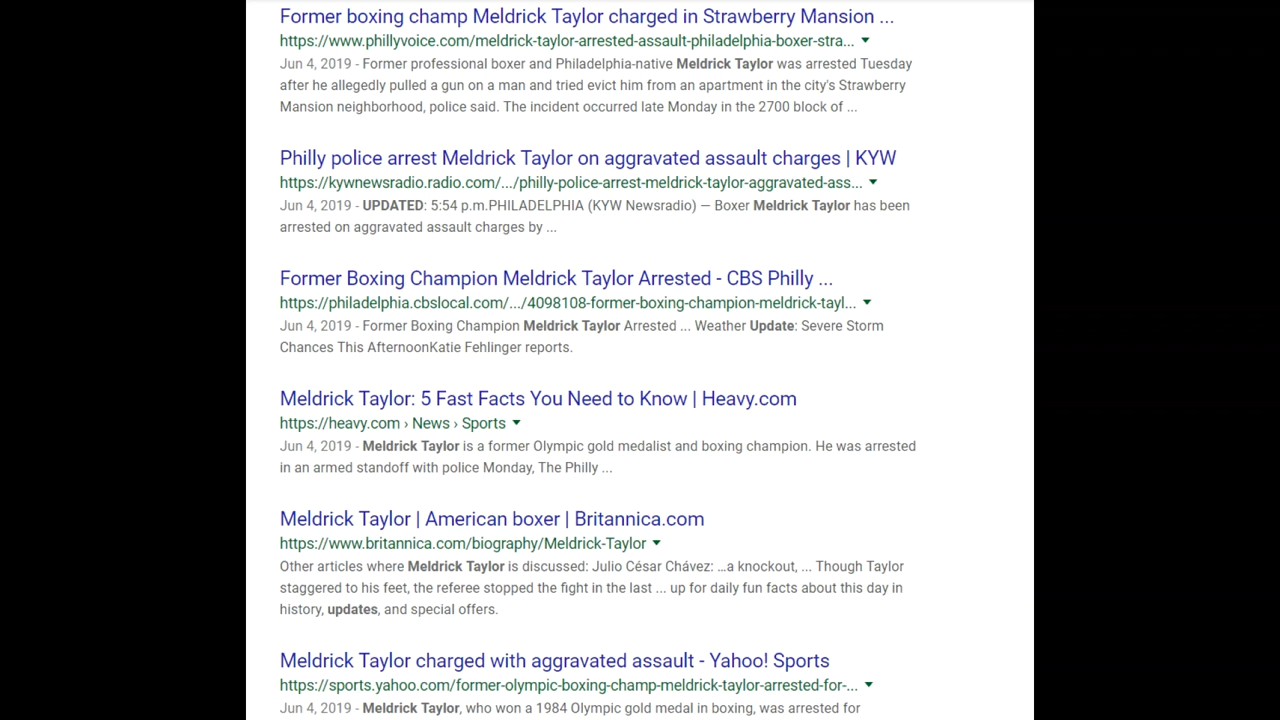 Former boxing champ Meldrick Taylor charged in Strawberry Mansion ...
https://www.phillyvoice.com/meldrick-taylor-arrested-assault-philadelphia-boxer-stra...
Jun 4, 2019 - Former professional boxer and Philadelphia-native Meldrick Taylor was arrested Tuesday
after he allegedly pulled a gun on a man and tried evict him from an apartment in the city's Strawberry
Mansion neighborhood, police said. The incident occurred late Monday in the 2700 block of ...
Philly police arrest Meldrick Taylor on aggravated assault charges | KYW
https://kywnewsradio.radio.com/.../philly-police-arrest-meldrick-taylor-aggravated-ass...
Jun 4, 2019 - UPDATED: 5:54 p.m.PHILADELPHIA (KYW Newsradio) — Boxer Meldrick Taylor has been
arrested on aggravated assault charges by ...
Former Boxing Champion Meldrick Taylor Arrested - CBS Philly ...
https://philadelphia.cbslocal.com/.../4098108-former-boxing-champion-meldrick-tayl...
Jun 4, 2019 - Former Boxing Champion Meldrick Taylor Arrested ... Weather Update: Severe Storm
Chances This AfternoonKatie Fehlinger reports.
Meldrick Taylor: 5 Fast Facts You Need to Know | Heavy.com
https://heavy.com › News › Sports
Jun 4, 2019 - Meldrick Taylor is a former Olympic gold medalist and boxing champion. He was arrested
in an armed standoff with police Monday, The Philly ...
Meldrick Taylor | American boxer | Britannica.com
https://www.britannica.com/biography/Meldrick-Taylor
Other articles where Meldrick Taylor is discussed: Julio César Chávez: …a knockout, ... Though Taylor
staggered to his feet, the referee stopped the fight in the last ... up for daily fun facts about this day in
history, updates, and special offers.
Meldrick Taylor charged with aggravated assault - Yahoo! Sports
https://sports.yahoo.com/former-olympic-boxing-champ-meldrick-taylor-arrested-for-...
Jun 4, 2019 - Meldrick Taylor, who won a 1984 Olympic gold medal in boxing, was arrested for